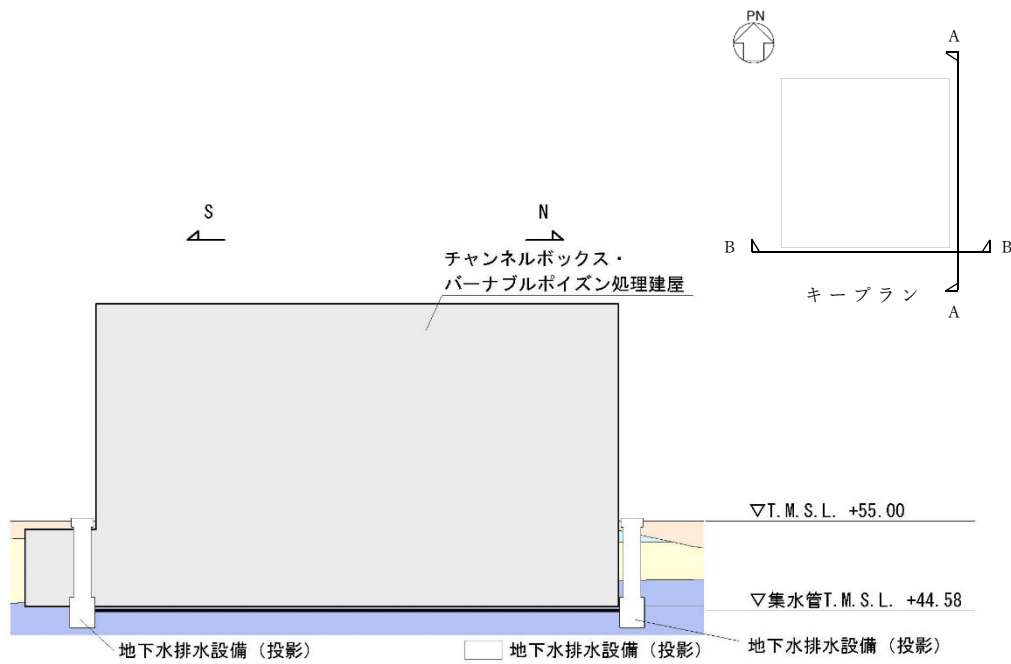 PN
A
B
B
キープラン
A
S
N
チャンネルボックス・
バーナブルポイズン処理建屋
▽T.M.S.L. +55.00
▽集水管T.M.S.L. +44.58
地下水排水設備（投影）
地下水排水設備（投影）
地下水排水設備（投影）